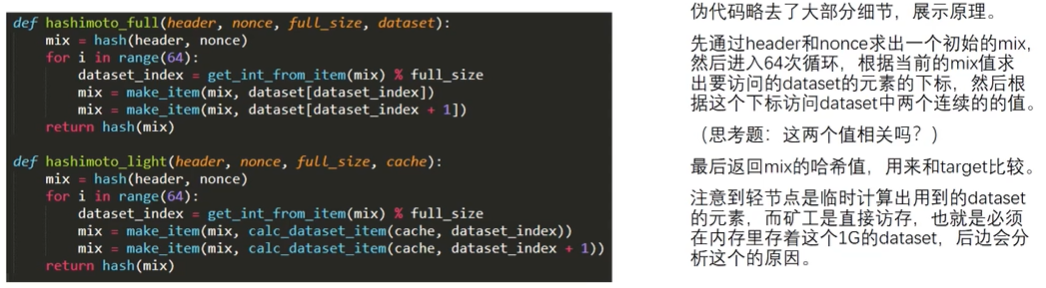 def hashimoto_full(header, nonce, full_size, dataset):
    mix = hash(header, nonce)
    for i in range(64):
        dataset_index = get_int_from_item(mix) % full_size
        mix = make_item(mix, dataset[dataset_index])
        mix = make_item(mix, dataset[dataset_index + 1])
    return hash(mix)
def hashimoto_light(header, nonce, full_size, cache):
    mix = hash(header, nonce)
    for i in range(64):
        dataset_index = get_int_from_item(mix) % full_size
        mix = make_item(mix, calc_dataset_item(cache, dataset_index))
        mix = make_item(mix, calc_dataset_item(cache, dataset_index + 1))
    return hash(mix)
伪代码略去了大部分细节，展示原理。
先通过header和nonce求出一个初始的mix，
然后进入64次循环，根据当前的mix值求
出要访问的dataset的元素的下标，然后根
据这个下标访问dataset中两个连续的的值。
（思考题：这两个值相关吗？）
最后返回mix的哈希值，用来和target比较。
注意到轻节点是临时计算出用到的dataset
的元素，而矿工是直接访存，也就是必须
在内存里存着这个1G的dataset，后边会分
析这个的原因。